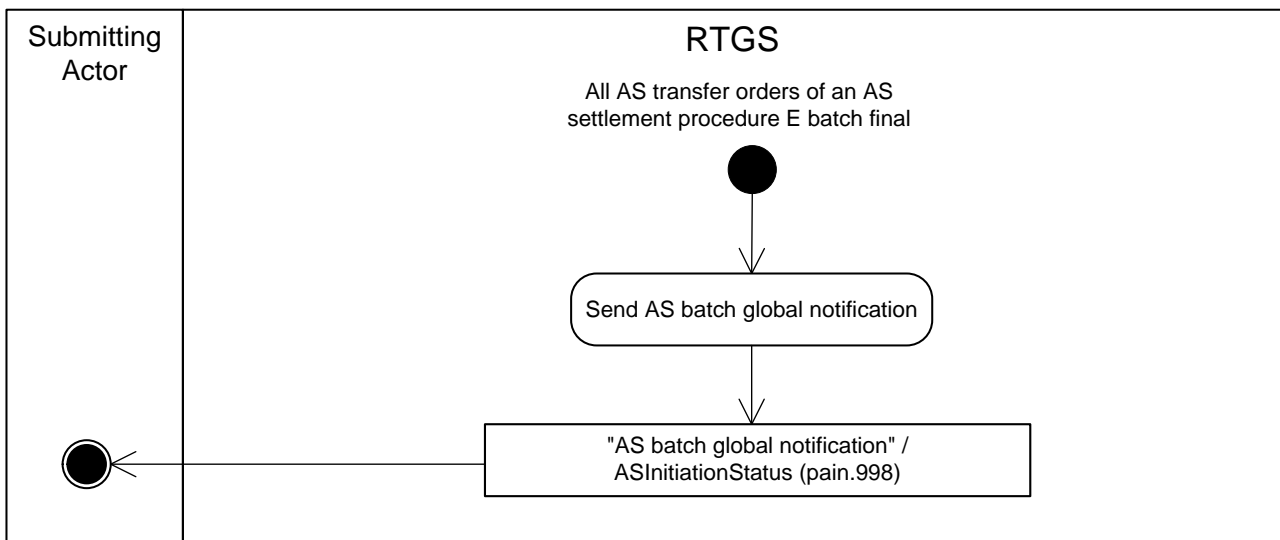 Submitting
Actor
RTGS
All AS transfer orders of an AS
settlement procedure E batch final
Send AS batch global notification
"AS batch global notification" /
ASInitiationStatus (pain.998)